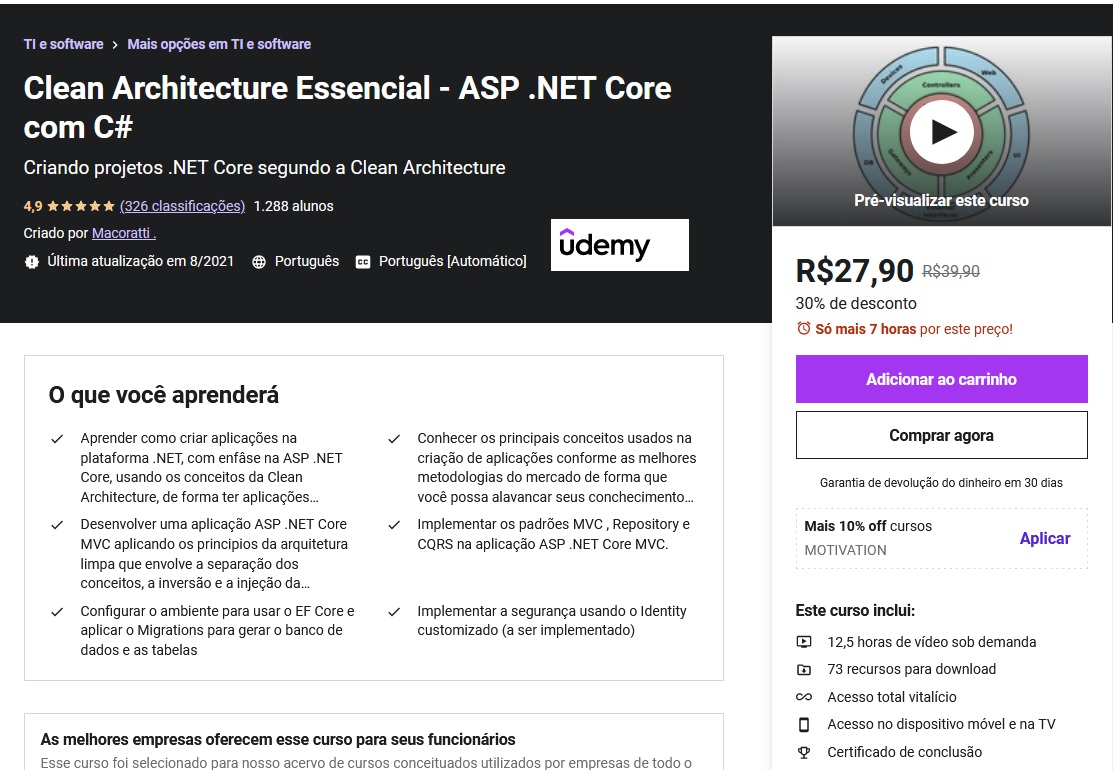 TI e software > Mais opções em TI e software
Clean Architecture Essencial - ASP .NET Core
com C#
Criando projetos .NET Core segundo a Clean Architecture
4,9 (326 classificações) 1.288 alunos
Criado por Macoratti .
Última atualização em 8/2021 Português CC Português [Automático]
udemy
O que você aprenderá
Aprender como criar aplicações na
plataforma .NET, com enfâse na ASP .NET
Core, usando os conceitos da Clean
Architecture, de forma ter aplicações…
Conhecer os principais conceitos usados na
criação de aplicações conforme as melhores
metodologias do mercado de forma que
você possa alavancar seus conchecimento…
Desenvolver uma aplicação ASP .NET Core
MVC aplicando os principios da arquitetura
limpa que envolve a separação dos
conceitos, a inversão e a injeção da…
Implementar os padrões MVC , Repository e
CQRS na aplicação ASP .NET Core MVC.
Configurar o ambiente para usar o EF Core e
aplicar o Migrations para gerar o banco de
dados e as tabelas
Implementar a segurança usando o Identity
customizado (a ser implementado)
As melhores empresas oferecem esse curso para seus funcionários
Esse curso foi selecionado para nosso acervo de cursos conceituados utilizados por empresas de todo o
Devices
Web
Controllers
DB
Gateways
Presenters
UI
Interfaces
Pré-visualizar este curso
R$27,90 R$39,90
30% de desconto
Só mais 7 horas por este preço!
Adicionar ao carrinho
Comprar agora
Garantia de devolução do dinheiro em 30 dias
Mais 10% off cursos
MOTIVATION
Aplicar
Este curso inclui:
12,5 horas de vídeo sob demanda
73 recursos para download
Acesso total vitalício
Acesso no dispositivo móvel e na TV
Certificado de conclusão